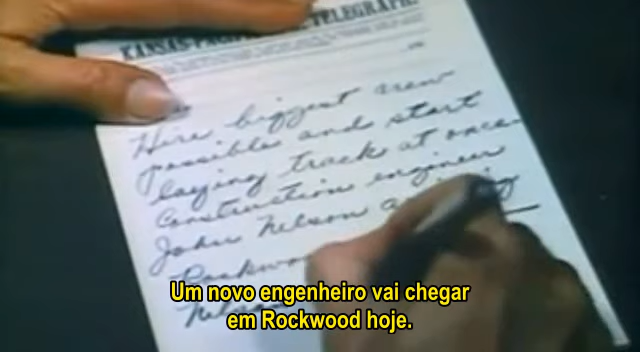 KANSAS-PACIFIC TELEGRAPH
Hire biggest crew
possible and start
laying track at once.
Construction engineer
John Nelson
Um novo engenheiro vai chegar
em Rockwood hoje.